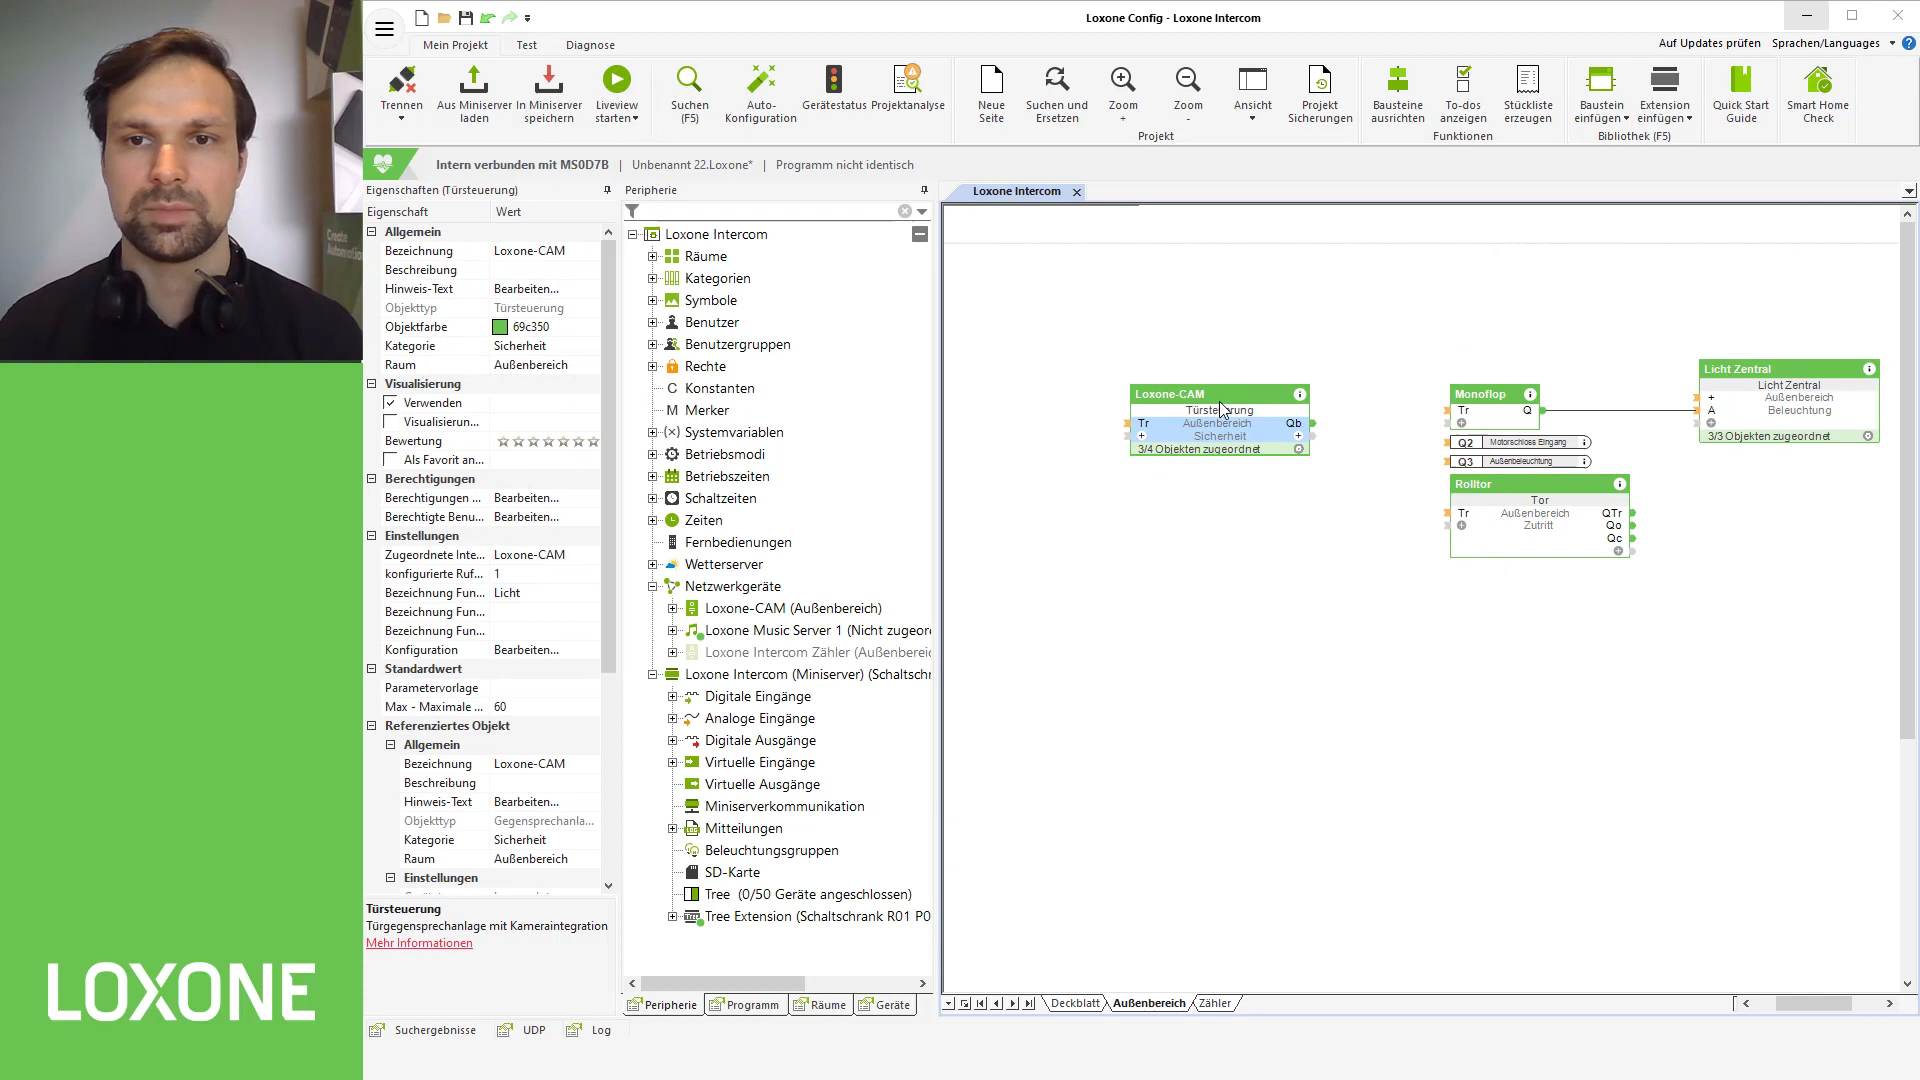 Loxone Config - Loxone Intercom
Mein Projekt
Test
Diagnose
Auf Updates prüfen
Sprachen/Languages
Trennen
Aus Miniserver laden
In Miniserver speichern
Liveview starten
Suchen (F5)
Auto-Konfiguration
Gerätestatus
Projektanalyse
Neue Seite
Suchen und Ersetzen
Zoom +
Zoom -
Ansicht
Projekt Sicherungen
Projekt
Bausteine ausrichten
To-dos anzeigen
Stückliste erzeugen
Funktionen
Baustein einfügen
Extension einfügen
Bibliothek (F5)
Quick Start Guide
Smart Home Check
Intern verbunden mit MS0D7B | Unbenannt 22.Loxone* | Programm nicht identisch
Eigenschaften (Türsteuerung)
Eigenschaft Wert
Allgemein
Bezeichnung Loxone-CAM
Beschreibung
Hinweis-Text Bearbeiten...
Objekttyp Türsteuerung
Objektfarbe 69c350
Kategorie Sicherheit
Raum Außenbereich
Visualisierung
Verwenden
Visualisierun...
Bewertung
Als Favorit an...
Berechtigungen
Berechtigungen ... Bearbeiten...
Berechtigte Benu... Bearbeiten...
Einstellungen
Zugeordnete Inte... Loxone-CAM
konfigurierte Ruf... 1
Bezeichnung Fun... Licht
Bezeichnung Fun...
Bezeichnung Fun...
Konfiguration Bearbeiten...
Standardwert
Parametervorlage
Max - Maximale ... 60
Referenziertes Objekt
Allgemein
Bezeichnung Loxone-CAM
Beschreibung
Hinweis-Text Bearbeiten...
Objekttyp Gegensprechanla...
Kategorie Sicherheit
Raum Außenbereich
Einstellungen
Türsteuerung
Türgegensprechanlage mit Kameraintegration
Mehr Informationen
Peripherie
Loxone Intercom
Räume
Kategorien
Symbole
Benutzer
Benutzergruppen
Rechte
C Konstanten
M Merker
(x) Systemvariablen
Betriebsmodi
Betriebszeiten
Schaltzeiten
Zeiten
Fernbedienungen
Wetterserver
Netzwerkgeräte
Loxone-CAM (Außenbereich)
Loxone Music Server 1 (Nicht zugeor
Loxone Intercom Zähler (Außenbereic
Loxone Intercom (Miniserver) (Schaltschr
Digitale Eingänge
Analoge Eingänge
Digitale Ausgänge
Virtuelle Eingänge
Virtuelle Ausgänge
Miniserverkommunikation
Mitteilungen
Beleuchtungsgruppen
SD-Karte
Tree (0/50 Geräte angeschlossen)
Tree Extension (Schaltschrank R01 P0
Peripherie
Programm
Räume
Geräte
Suchergebnisse
UDP
Log
Loxone Intercom
Loxone-CAM
Türsteuerung
Tr Außenbereich Qb
Sicherheit
3/4 Objekten zugeordnet
Monoflop
Tr Q
Q2 Motorschloss Eingang
Q3 Außenbeleuchtung
Rolltor
Tor
Tr Außenbereich QTr
Zutritt Qo
Qc
Licht Zentral
Licht Zentral
+ Außenbereich
A Beleuchtung
3/3 Objekten zugeordnet
Deckblatt
Außenbereich
Zähler
LOXONE